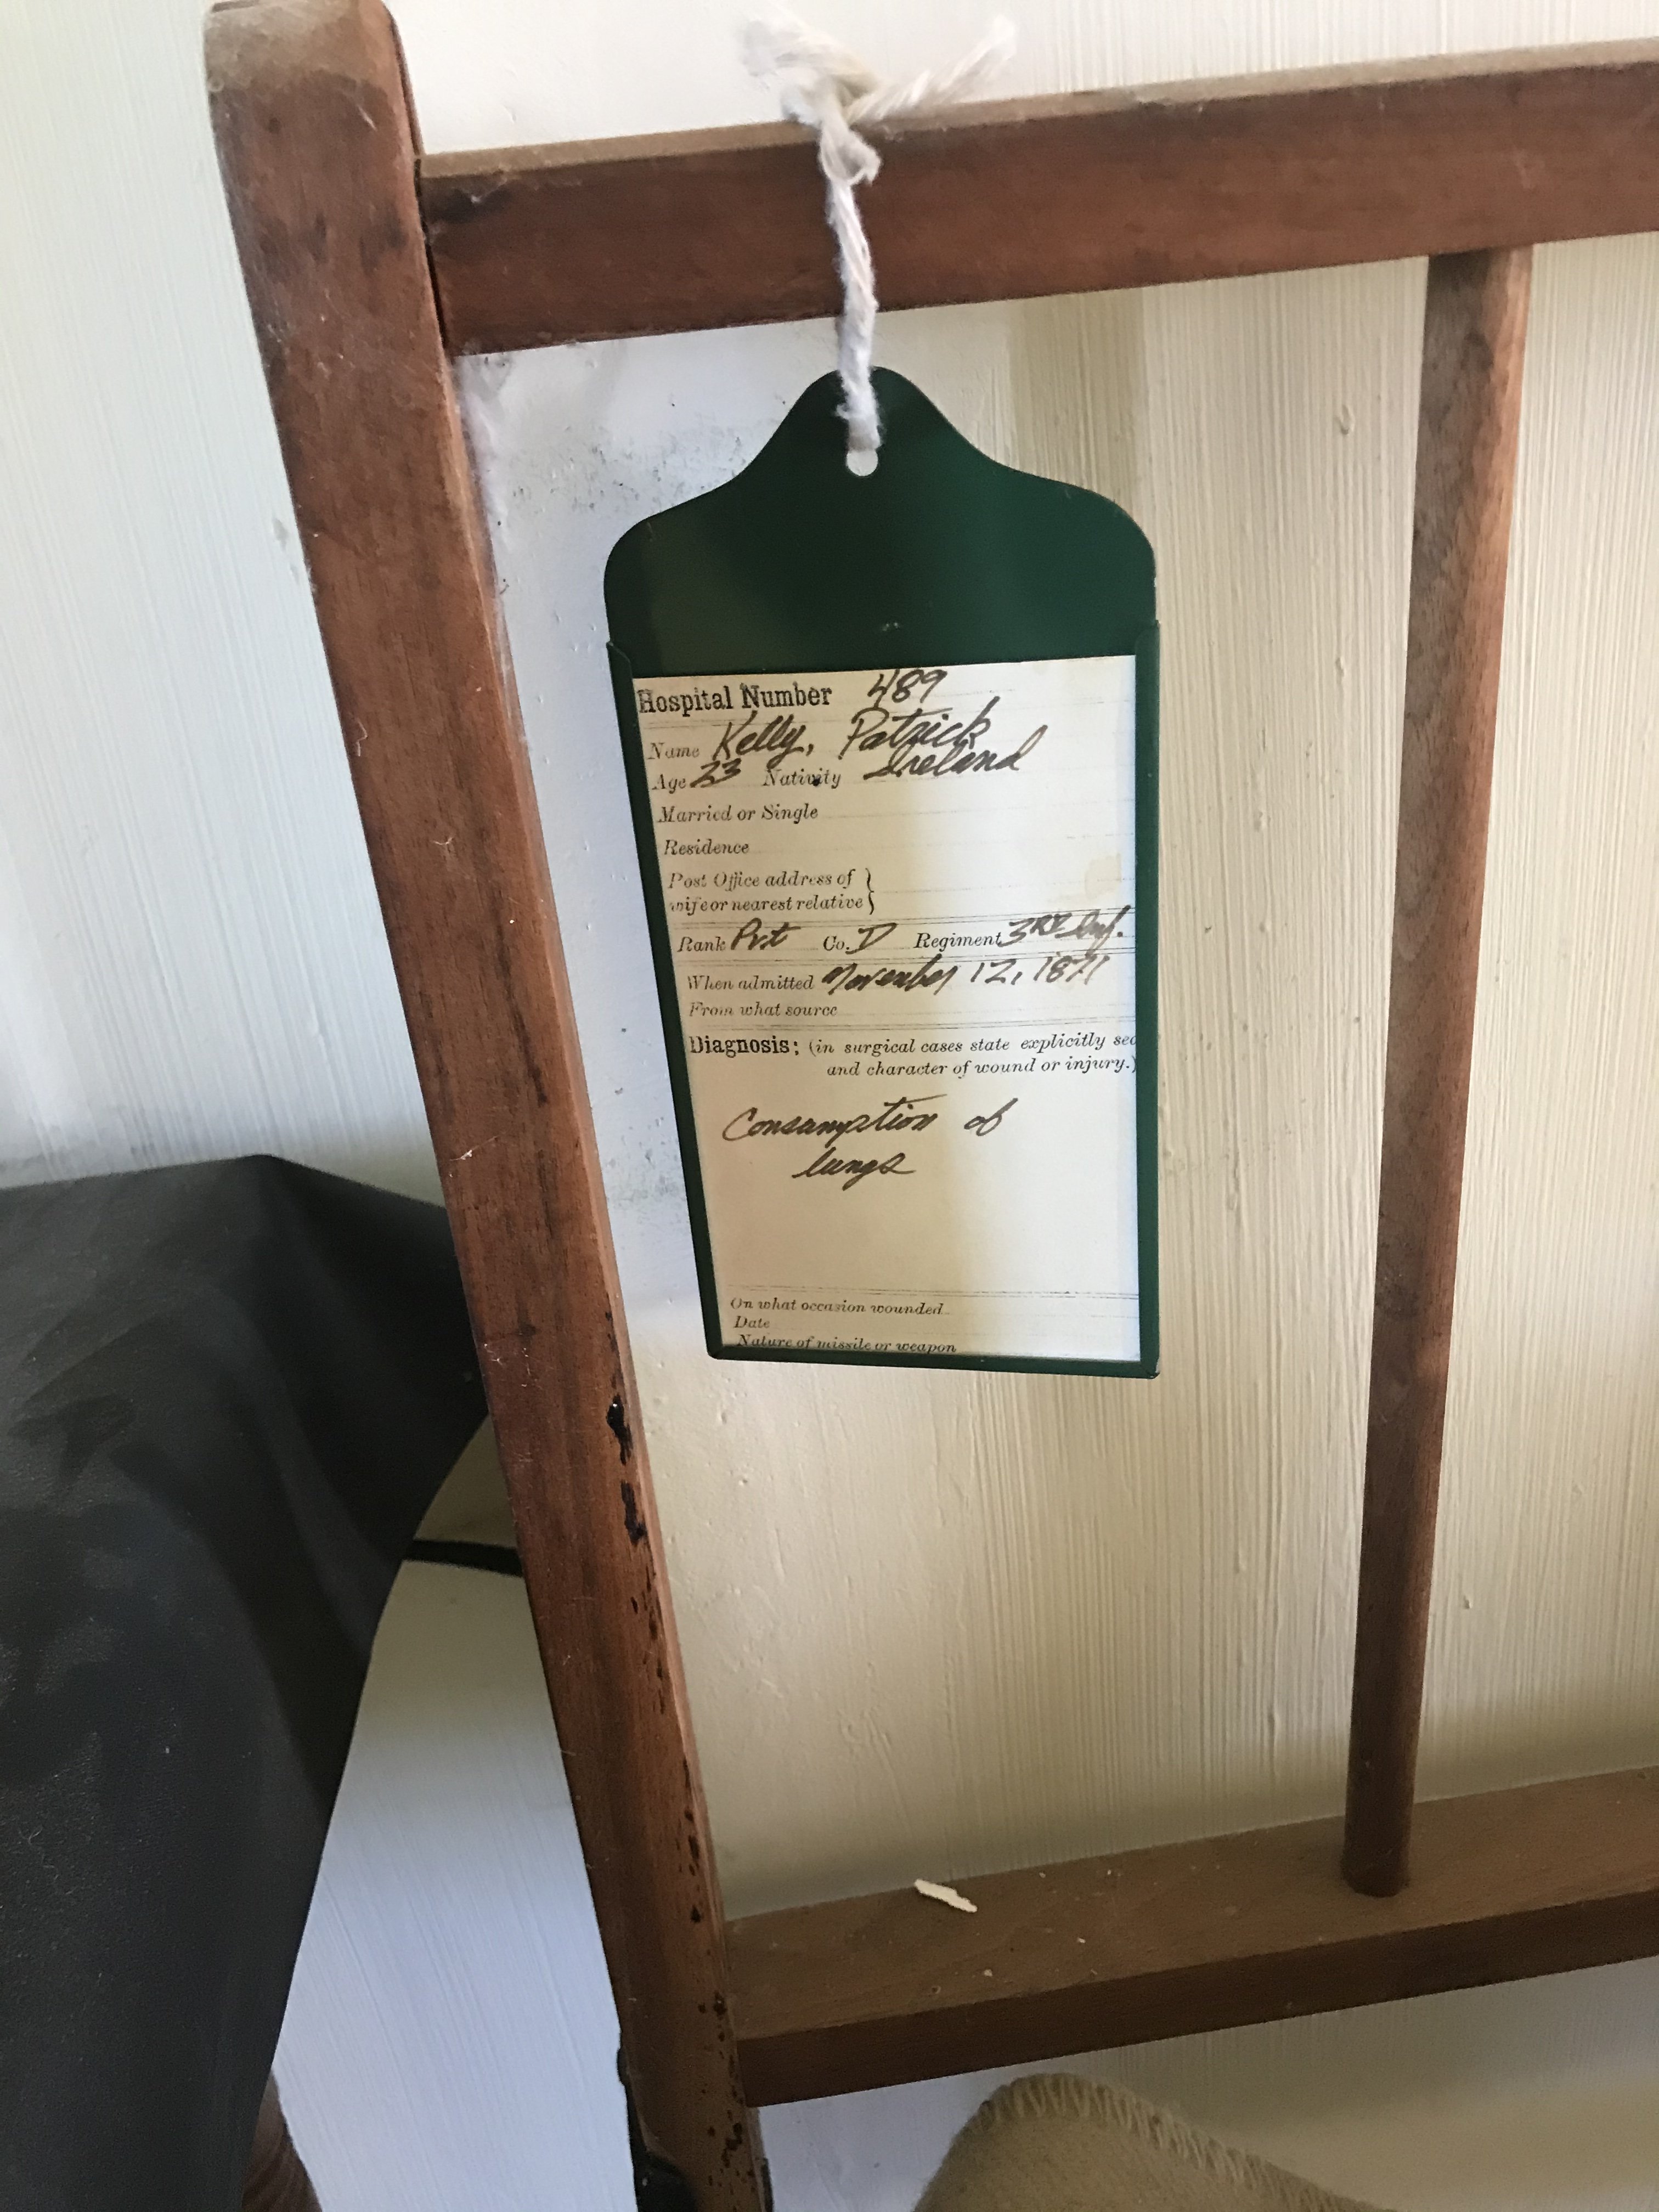 Hospital Number 489
Name Kelly, Patrick
Age 23 Nativity Ireland
Married or Single
Residence
Post Office address of }
wife or nearest relative }
Rank Pvt Co. D Regiment 3RD Inf.
When admitted November 12, 1871
From what source
Diagnosis: (in surgical cases state explicitly sea
and character of wound or injury.)
Consumption of
lungs
On what occasion wounded
Date
Nature of missile or weapon